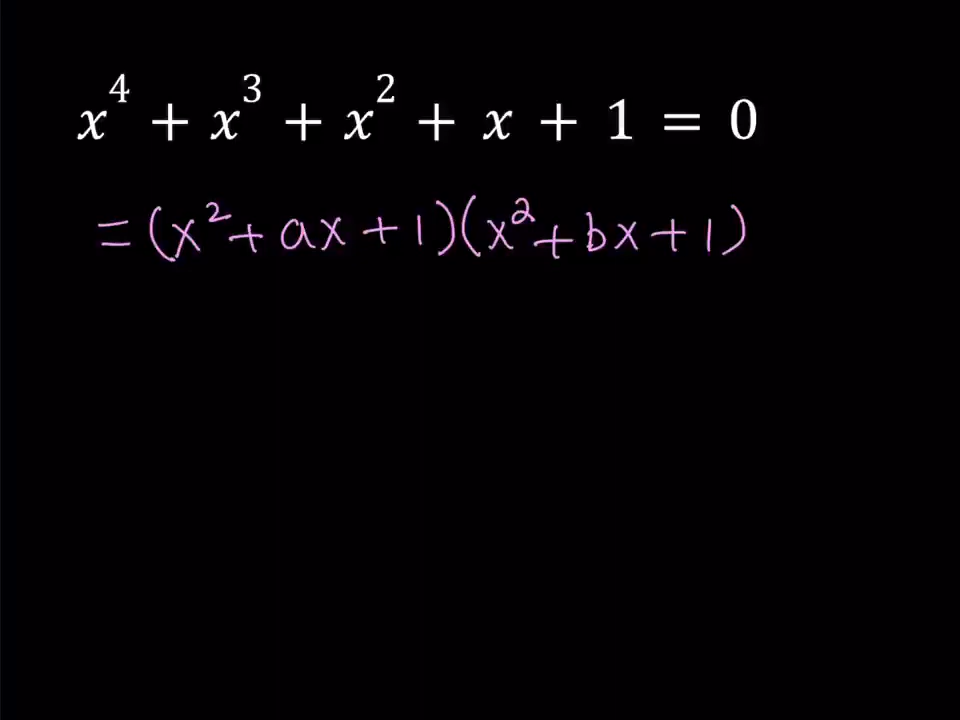 x⁴ + x³ + x² + x + 1 = 0
= (x² + ax + 1)(x² + bx + 1)